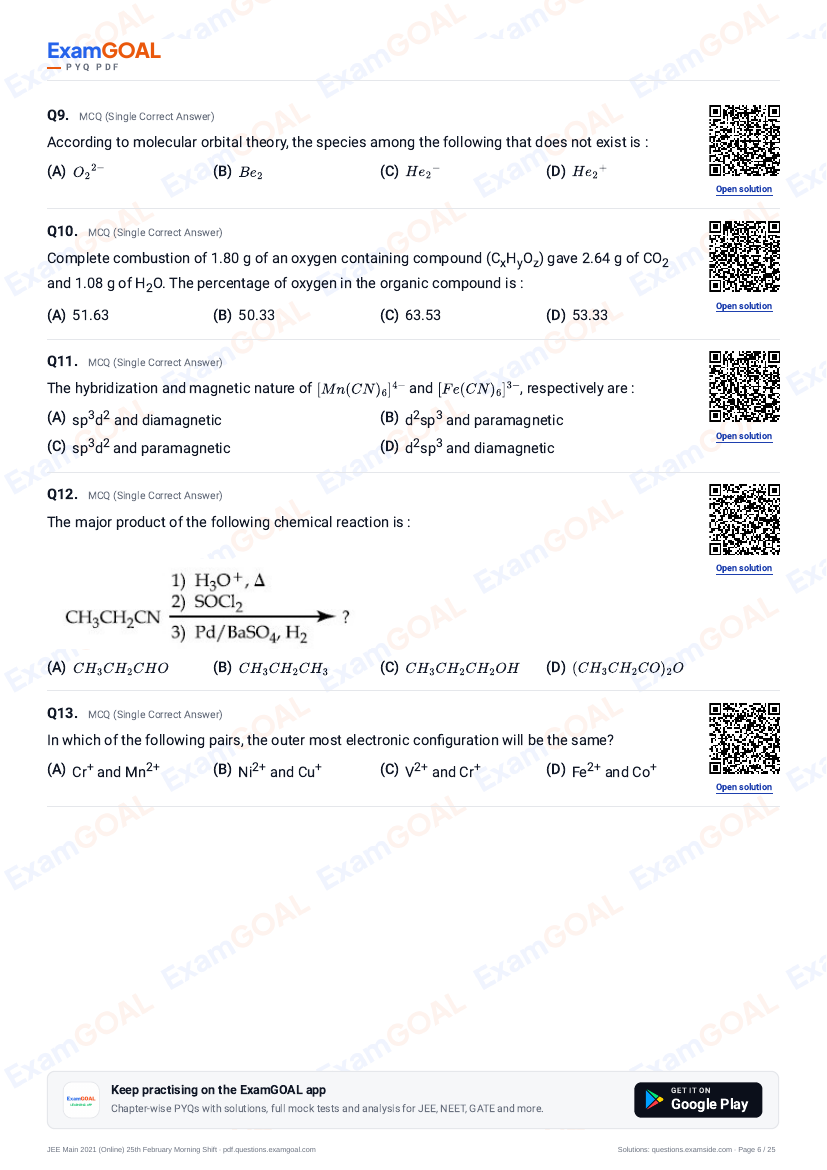 ExamGOAL
PYQ PDF
Q9. MCQ (Single Correct Answer)
According to molecular orbital theory, the species among the following that does not exist is :
(A) O₂²⁻ (B) Be₂ (C) He₂⁻ (D) He₂⁺
Open solution
Q10. MCQ (Single Correct Answer)
Complete combustion of 1.80 g of an oxygen containing compound (CₓHyOz) gave 2.64 g of CO₂
and 1.08 g of H₂O. The percentage of oxygen in the organic compound is :
(A) 51.63 (B) 50.33 (C) 63.53 (D) 53.33
Open solution
Q11. MCQ (Single Correct Answer)
The hybridization and magnetic nature of [Mn(CN)₆]⁴⁻ and [Fe(CN)₆]³⁻, respectively are :
(A) sp³d² and diamagnetic (B) d²sp³ and paramagnetic
(C) sp³d² and paramagnetic (D) d²sp³ and diamagnetic
Open solution
Q12. MCQ (Single Correct Answer)
The major product of the following chemical reaction is :
Open solution
1) H₃O⁺, Δ
2) SOCl₂
CH₃CH₂CN ⟶ ?
3) Pd/BaSO₄, H₂
(A) CH₃CH₂CHO (B) CH₃CH₂CH₃ (C) CH₃CH₂CH₂OH (D) (CH₃CH₂CO)₂O
Q13. MCQ (Single Correct Answer)
In which of the following pairs, the outer most electronic configuration will be the same?
(A) Cr⁺ and Mn²⁺ (B) Ni²⁺ and Cu⁺ (C) V²⁺ and Cr⁺ (D) Fe²⁺ and Co⁺
Open solution
Keep practising on the ExamGOAL app
Chapter-wise PYQs with solutions, full mock tests and analysis for JEE, NEET, GATE and more.
ExamGOAL
GET IT ON
Google Play
JEE Main 2021 (Online) 25th February Morning Shift · pdf.questions.examgoal.com
Solutions: questions.examside.com · Page 6 / 25